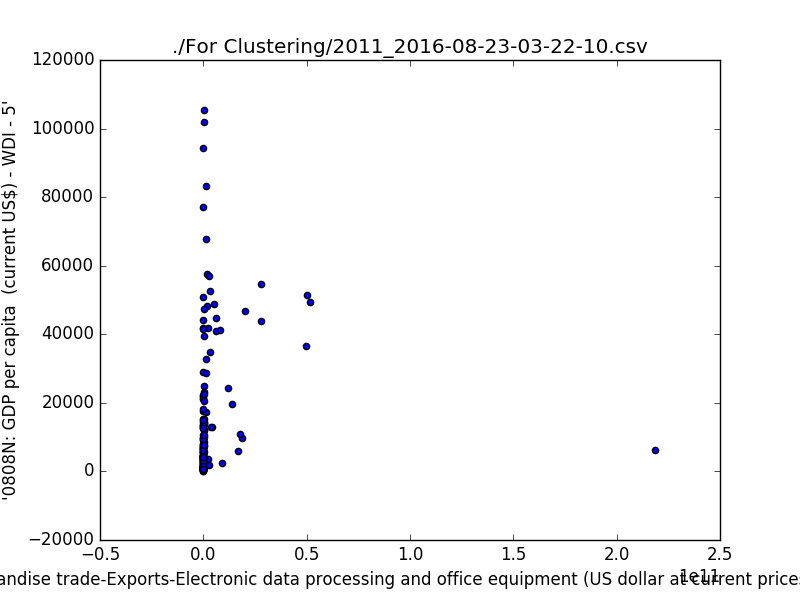 ./For Clustering/2011_2016-08-23-03-22-10.csv
120000
100000
80000
60000
40000
20000
0
−20000
'0808N: GDP per capita  (current US$) - WDI - 5'
−0.5 0.0 0.5 1.0 1.5 2.0 2.5
1e11
andise trade-Exports-Electronic data processing and office equipment (US dollar at current prices